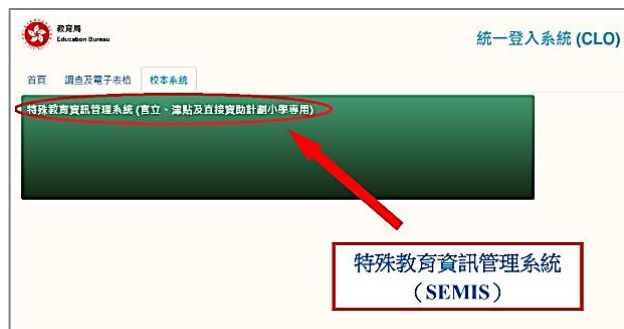 教育局
Education Bureau
統一登入系統 (CLO)
首頁 調查及電子表格 校本系統
特殊教育資訊管理系統 (官立、津貼及直接資助計劃小學專用)
特殊教育資訊管理系統
（SEMIS）